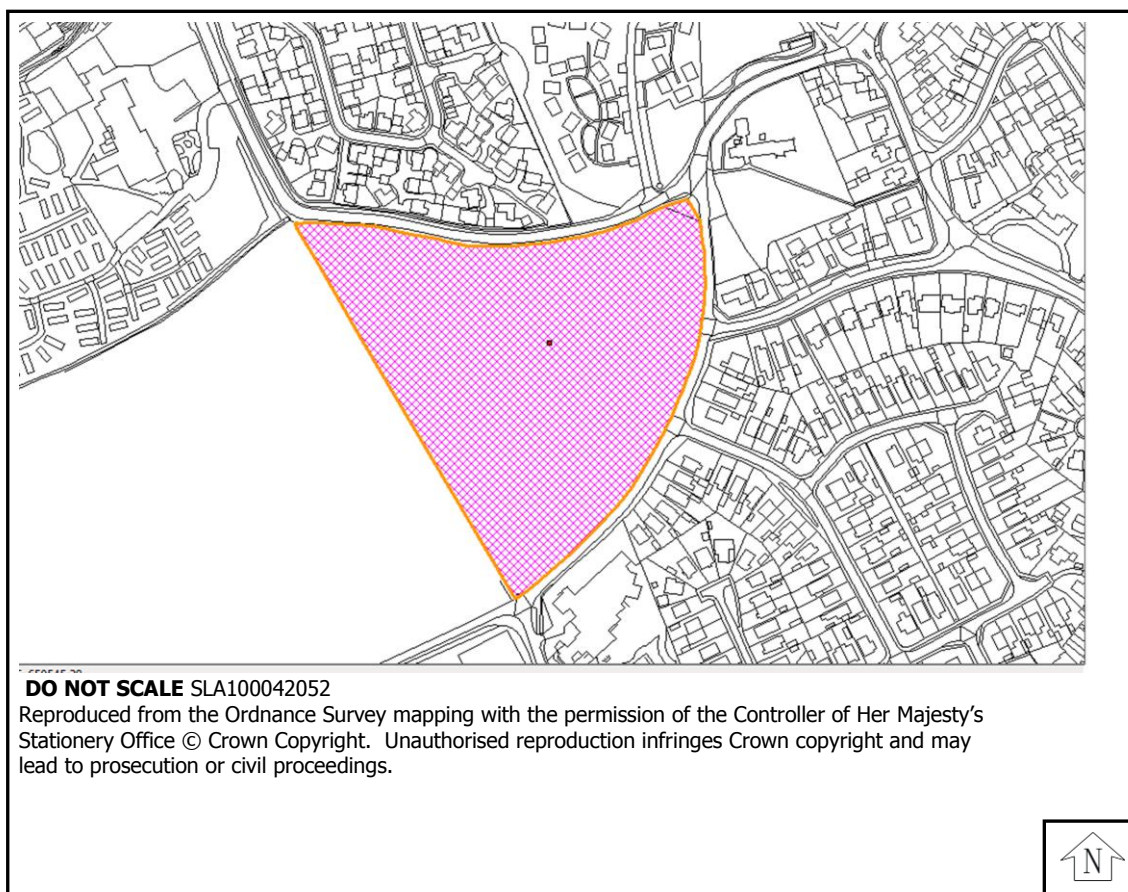 DO NOT SCALE SLA100042052
Reproduced from the Ordnance Survey mapping with the permission of the Controller of Her Majesty's
Stationery Office © Crown Copyright. Unauthorised reproduction infringes Crown copyright and may
lead to prosecution or civil proceedings.
N